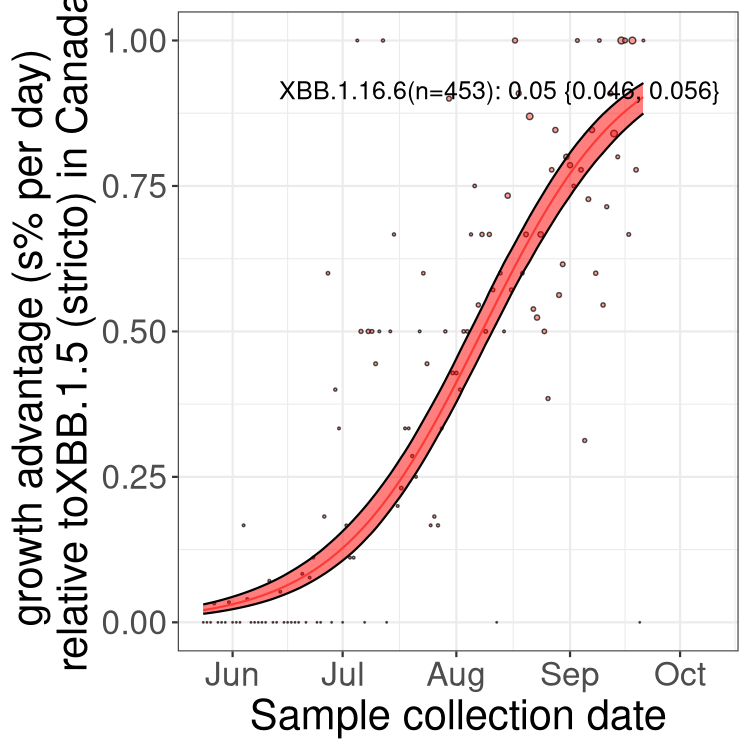 growth advantage (s% per day)
relative toXBB.1.5 (stricto) in Canada
1.00
0.75
0.50
0.25
0.00
XBB.1.16.6(n=453): 0.05 {0.046, 0.056}
Jun Jul Aug Sep Oct
Sample collection date